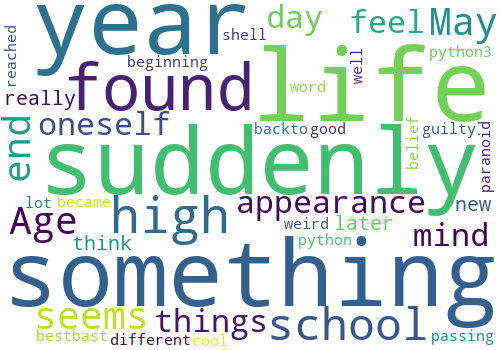 year
day
feel
May
shell
reached
beginning
found
life
well
python3
really
word
oneself
backto
good
belief
guilty
paranoid
end
suddenly
Age
high
appearance
new
lot
became
weird
later
mind
think
python
something
seems
things
school
bestbast
different
cool
passing